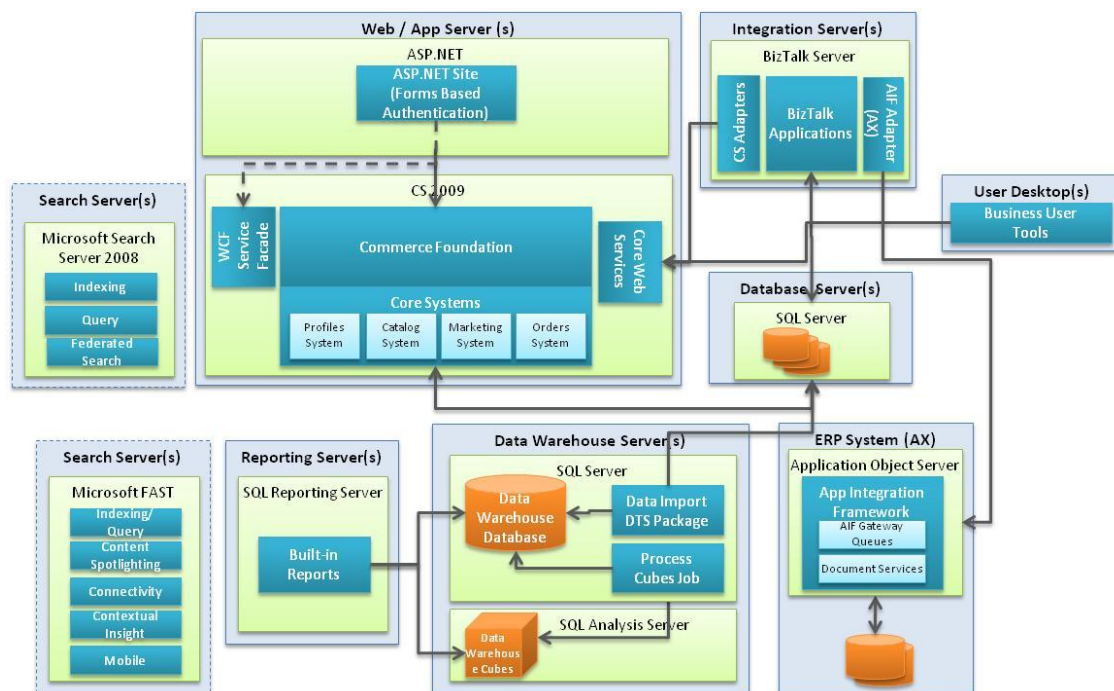 Web / App Server (s)
ASP.NET
ASP.NET Site
(Forms Based
Authentication)
CS2009
WCF
Service
Facade
Commerce Foundation
Core Systems
Profiles
System
Catalog
System
Marketing
System
Orders
System
Core Web
Services
Integration Server(s)
BizTalk Server
CS Adapters
BizTalk
Applications
AIF Adapter
(AX)
User Desktop(s)
Business User
Tools
Search Server(s)
Microsoft Search
Server 2008
Indexing
Query
Federated
Search
Database Server(s)
SQL Server
Search Server(s)
Microsoft FAST
Indexing/
Query
Content
Spotlighting
Connectivity
Contextual
Insight
Mobile
Reporting Server(s)
SQL Reporting Server
Built-in
Reports
Data Warehouse Server(s)
SQL Server
Data
Warehouse
Database
Data Import
DTS Package
Process
Cubes Job
SQL Analysis Server
Data
Warehous
e Cubes
ERP System (AX)
Application Object Server
App Integration
Framework
AIF Gateway
Queues
Document Services